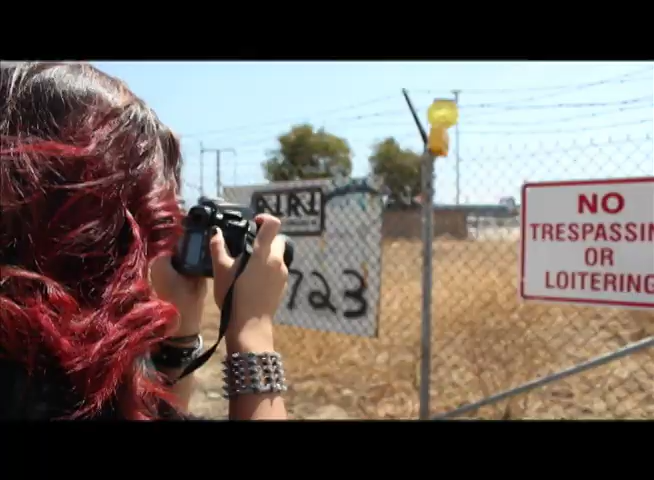 NO
TRESPASSIN
OR
LOITERING
723